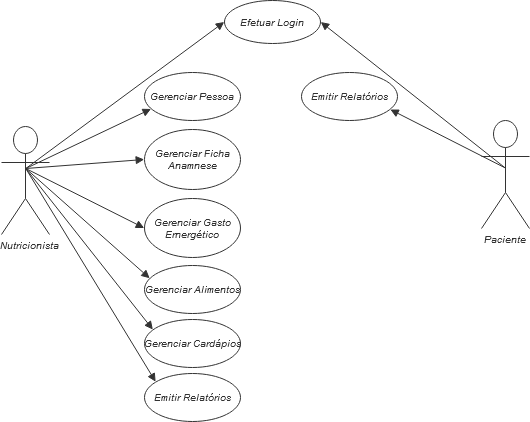 Efetuar Login
Gerenciar Pessoa
Emitir Relatórios
Gerenciar Ficha
Anamnese
Gerenciar Gasto
Emergético
Nutricionista
Paciente
Gerenciar Alimentos
Gerenciar Cardápios
Emitir Relatórios